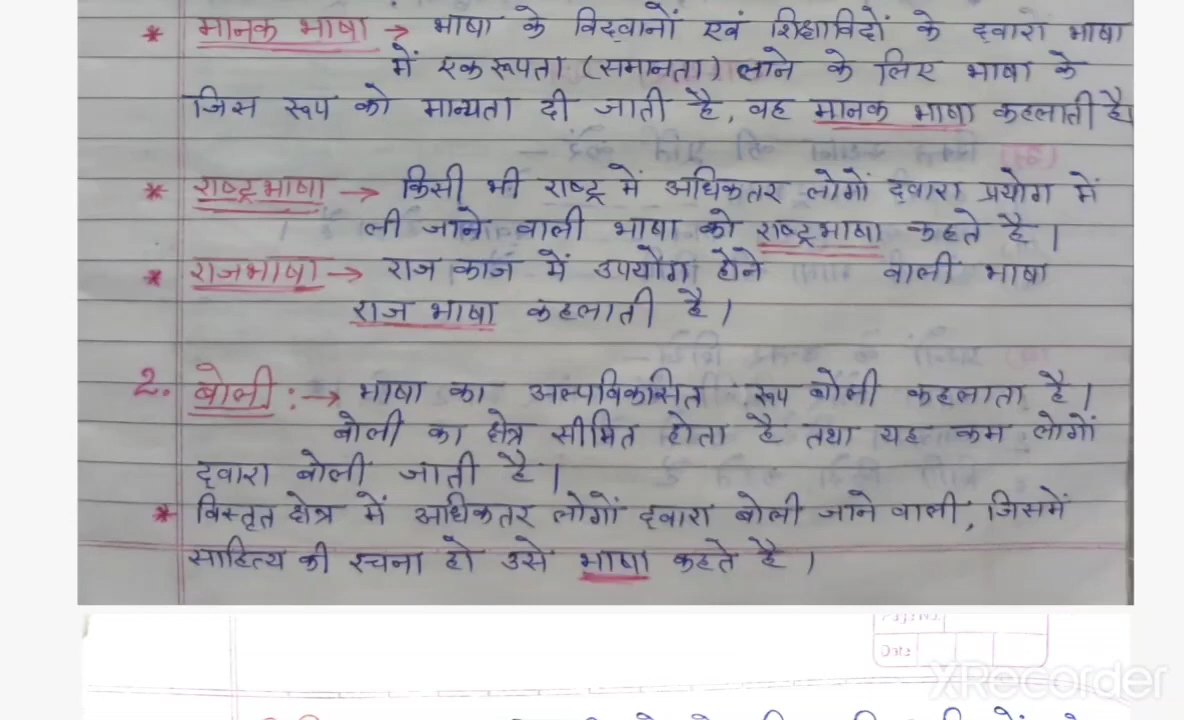 * मानक भाषा → भाषा के विद्वानों एवं शिक्षाविदों के द्वारा भाषा
में एकरूपता (समानता) लाने के लिए भाषा के
जिस रूप को मान्यता दी जाती है, वह मानक भाषा कहलाती है।
* राष्ट्रभाषा → किसी भी राष्ट्र में अधिकतर लोगों द्वारा प्रयोग में
ली जाने वाली भाषा को राष्ट्रभाषा कहते है।
* राजभाषा → राज काज में उपयोग होने वाली भाषा
राज भाषा कहलाती है।
2. बोली :→ भाषा का अल्पविकसित रूप बोली कहलाता है।
बोली का क्षेत्र सीमित होता है तथा यह कम लोगों
द्वारा बोली जाती है।
* विस्तृत क्षेत्र में अधिकतर लोगों द्वारा बोली जाने वाली, जिसमें
साहित्य की रचना हो उसे भाषा कहते है।
XRecorder